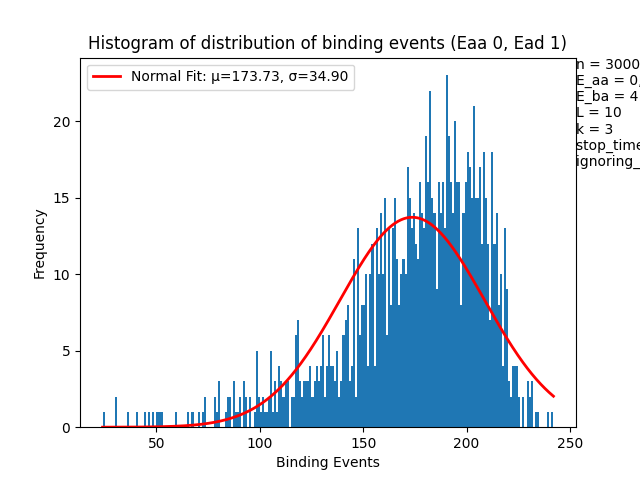 Histogram of distribution of binding events (Eaa 0, Ead 1)
Normal Fit: μ=173.73, σ=34.90
n = 3000
E_aa = 0,
E_ba = 4
L = 10
k = 3
stop_time
ignoring_
Frequency
20
15
10
5
0
50
100
150
200
250
Binding Events